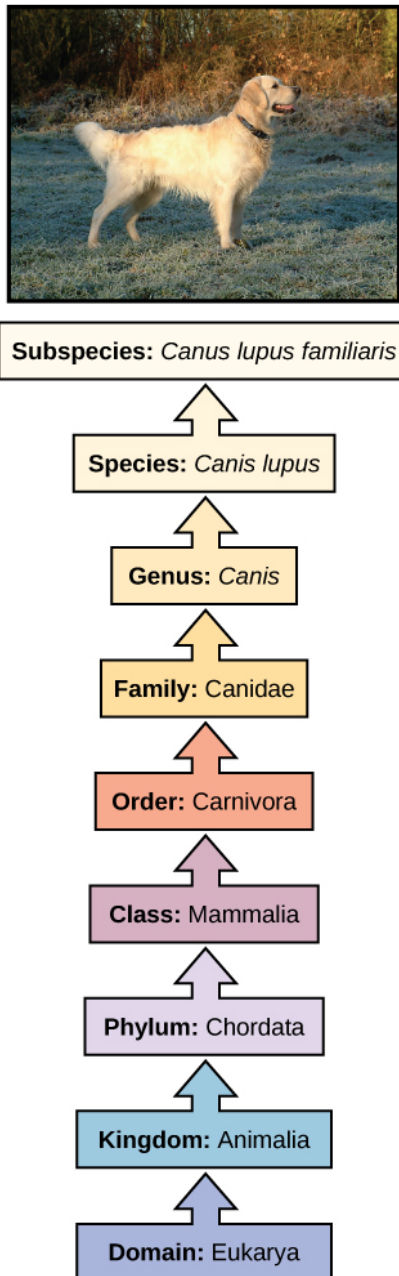 Subspecies: Canus lupus familiaris
Species: Canis lupus
Genus: Canis
Family: Canidae
Order: Carnivora
Class: Mammalia
Phylum: Chordata
Kingdom: Animalia
Domain: Eukarya